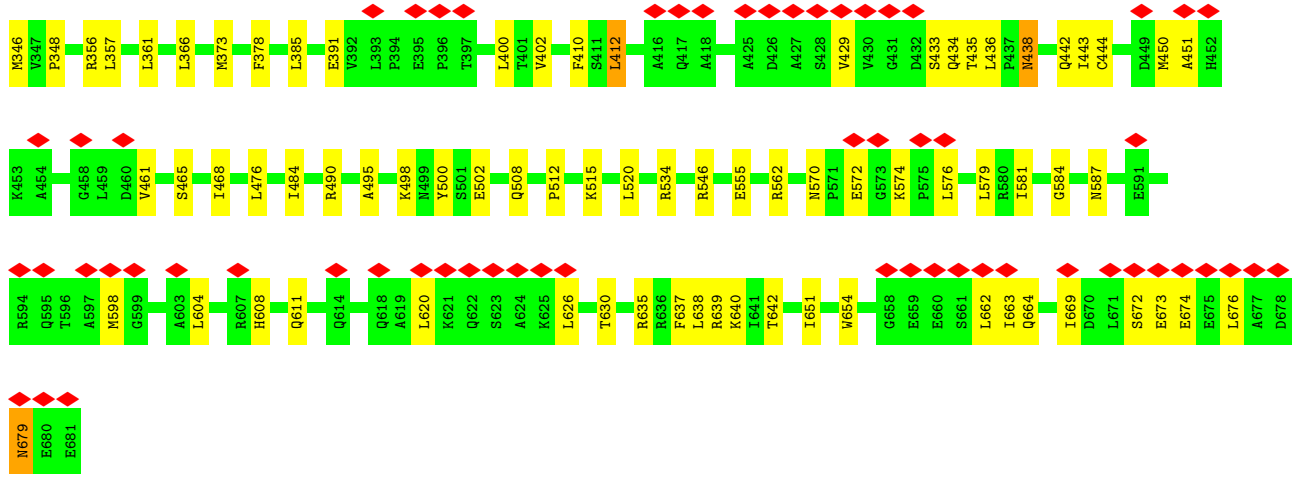 M346 V347 P348 R356 L357 L361 L366 M373 F378 L385 E391 V392 L393 P394 E395 P396 T397 L400 T401 V402 F410 S411 L412 A416 Q417 A418 A425 D426 A427 S428 V429 V430 G431 D432 S433 Q434 T435 L436 P437 N438 Q442 I443 C444 D449 M450 A451 H452
K453 A454 G458 L459 D460 V461 S465 I468 L476 I484 R490 A495 K498 N499 Y500 S501 E502 Q508 P512 K515 L520 R534 R546 E555 R562 N570 P571 E572 G573 K574 P575 L576 L579 R580 I581 G584 N587 E591
R594 Q595 T596 A597 M598 G599 A603 L604 R607 H608 Q611 Q614 Q618 A619 L620 K621 Q622 S623 A624 K625 L626 T630 R635 R636 F637 L638 R639 K640 I641 T642 I651 W654 G658 E659 E660 S661 L662 I663 Q664 I669 D670 L671 S672 E673 E674 E675 L676 A677 D678
N679 E680 E681